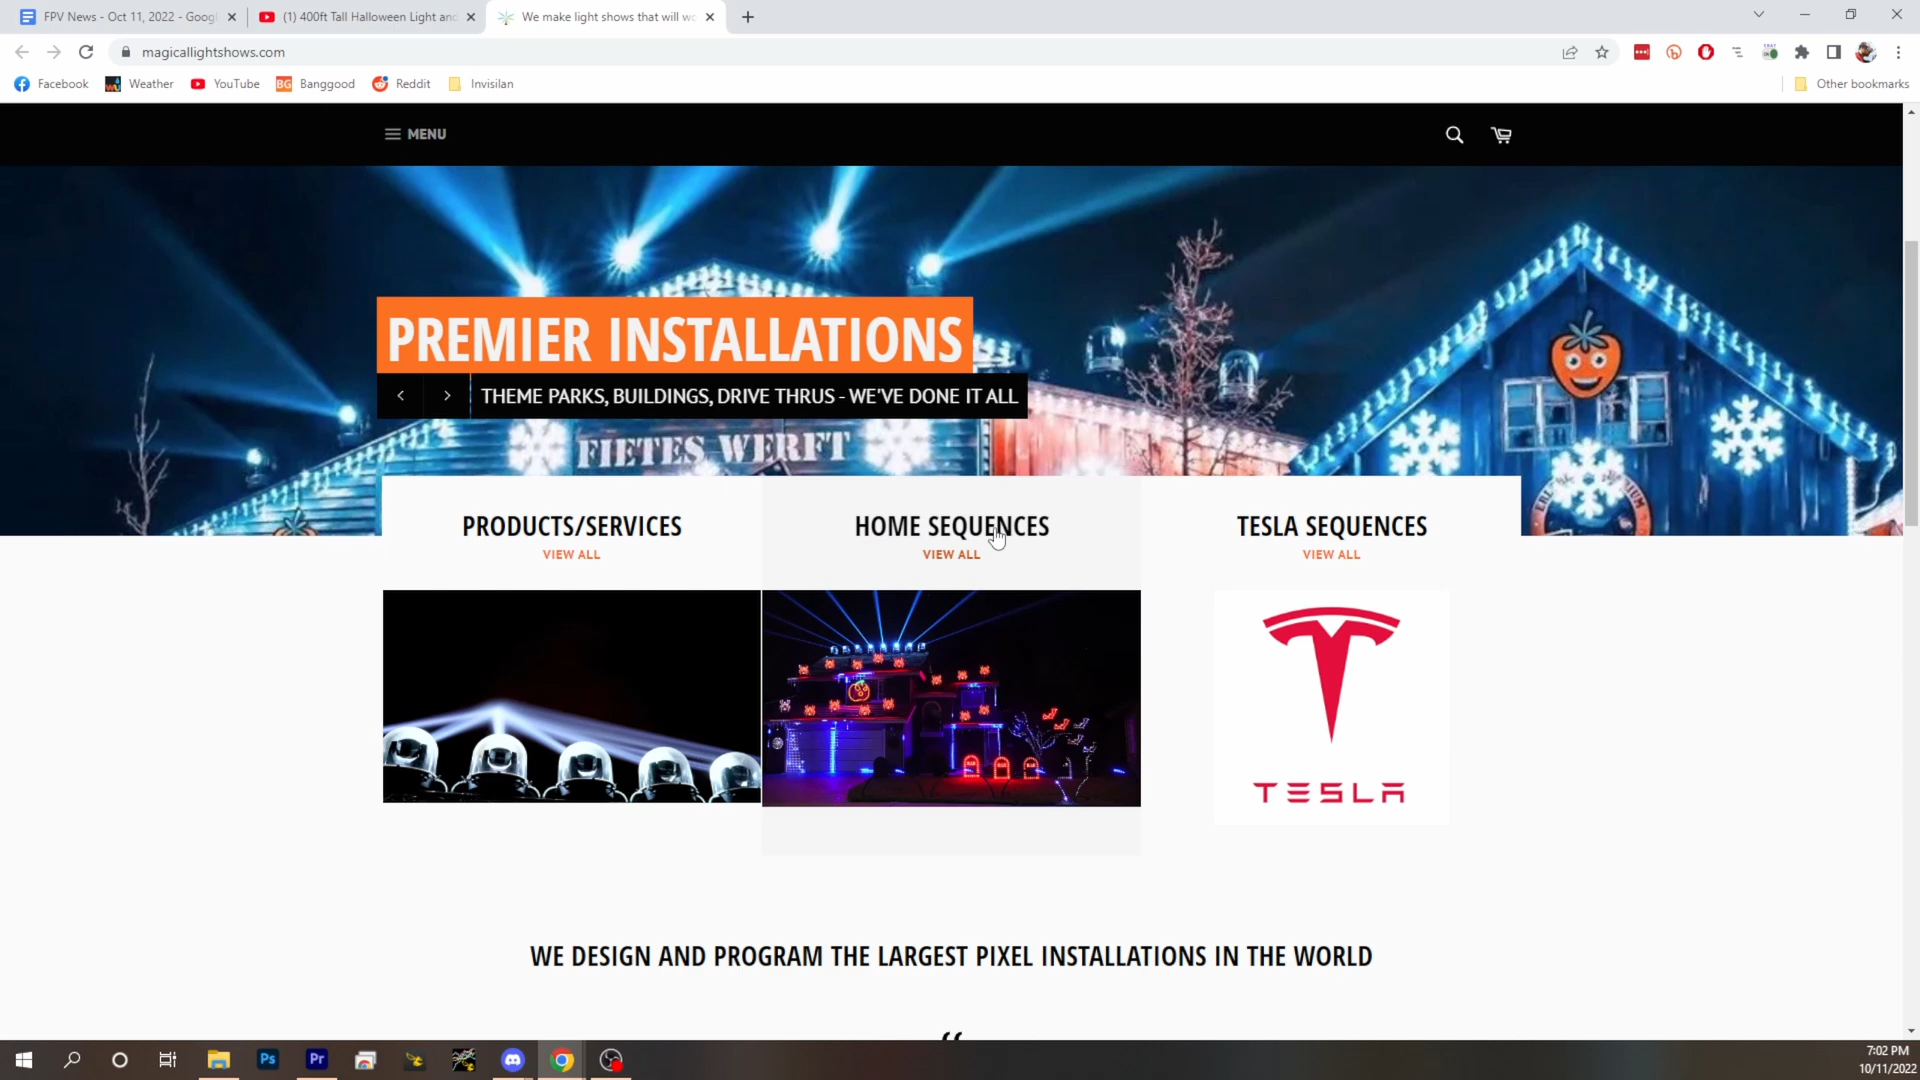 FPV News - Oct 11, 2022 - Googl
(1) 400ft Tall Halloween Light and
We make light shows that will wo
magicallightshows.com
Facebook
Weather
YouTube
BG
Banggood
Reddit
Invisilan
Other bookmarks
MENU
PREMIER INSTALLATIONS
THEME PARKS, BUILDINGS, DRIVE THRUS - WE'VE DONE IT ALL
FIETES WERFT
PRODUCTS/SERVICES
VIEW ALL
HOME SEQUENCES
VIEW ALL
TESLA SEQUENCES
VIEW ALL
TESLA
WE DESIGN AND PROGRAM THE LARGEST PIXEL INSTALLATIONS IN THE WORLD
“
Ps
Pr
7:02 PM
10/11/2022